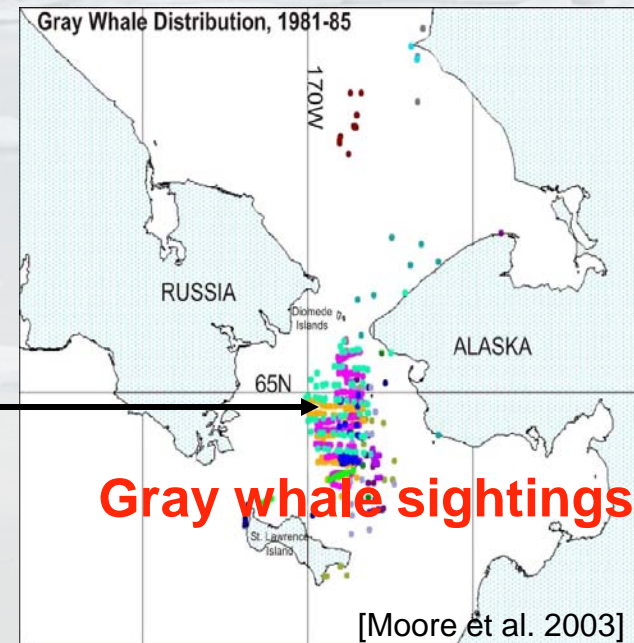 Gray Whale Distribution, 1981-85
170W
RUSSIA
Diomede
Islands
ALASKA
65N
Gray whale sightings
St. Lawrence
Island
[Moore et al. 2003]